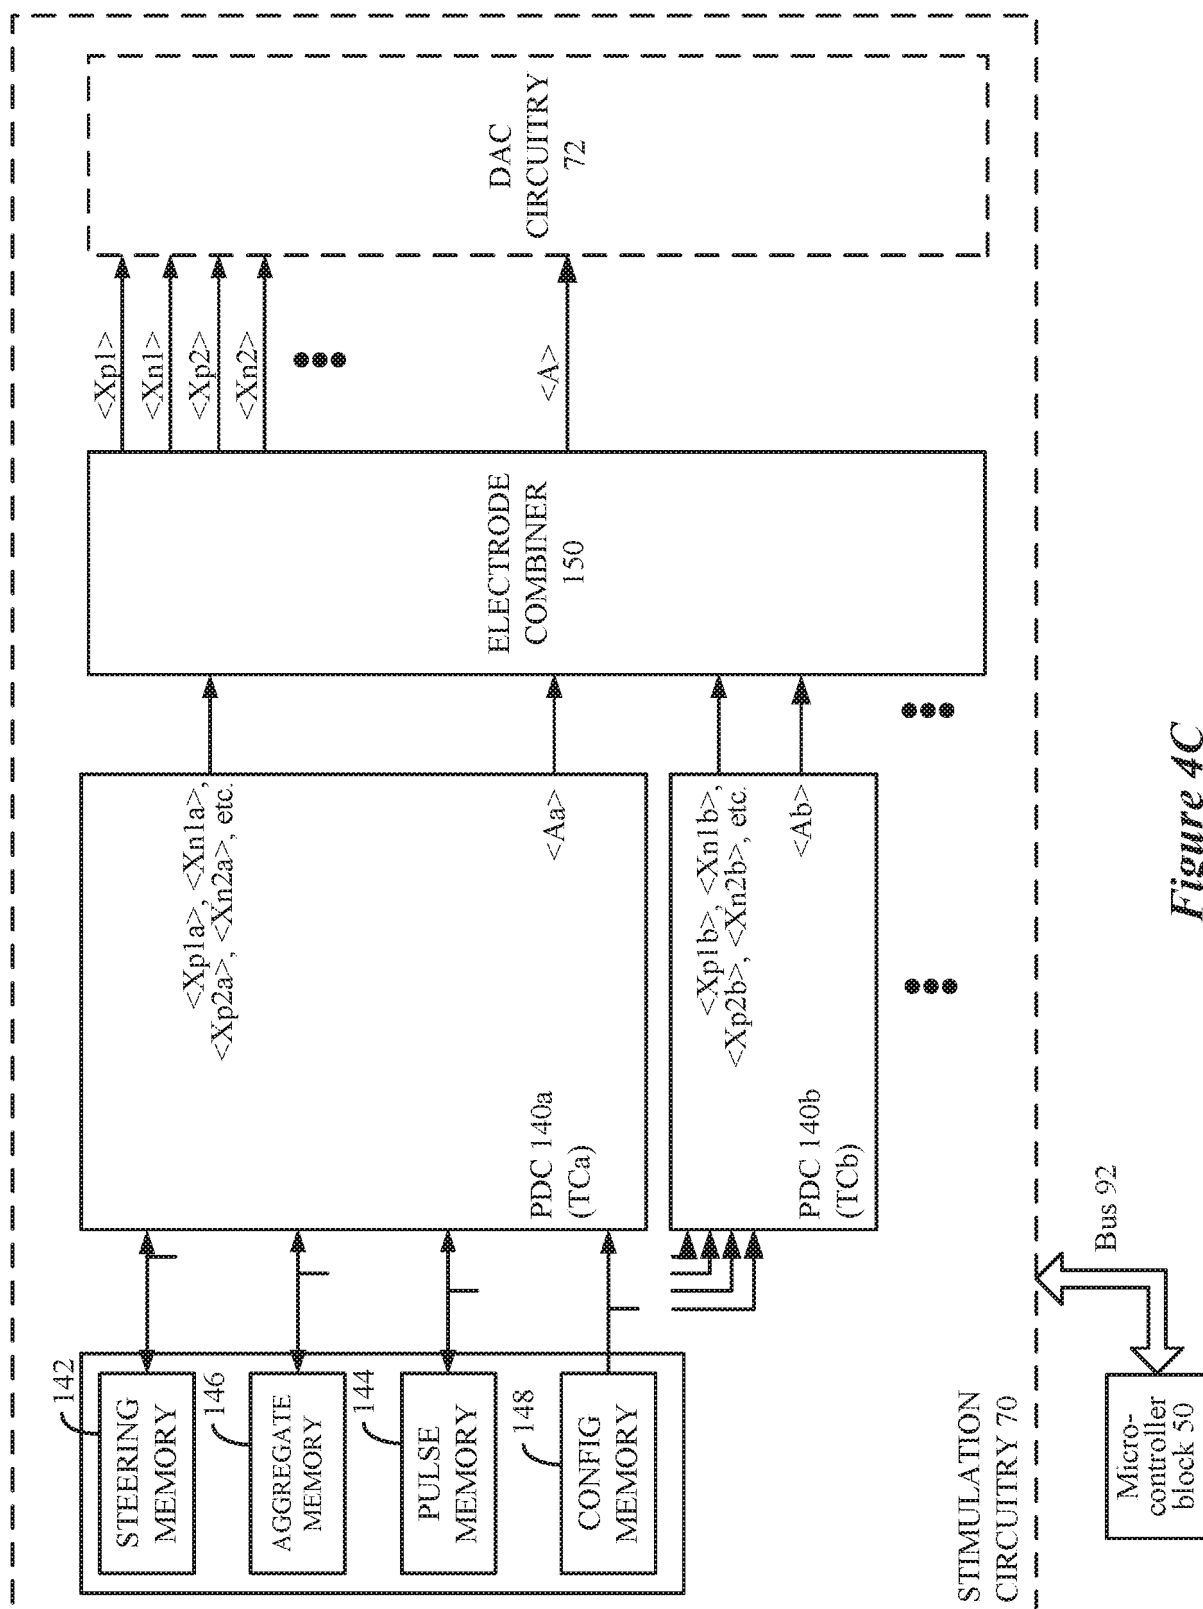 STEERING
MEMORY
142
AGGREGATE
MEMORY
146
PULSE
MEMORY
144
CONFIG
MEMORY
148
<Xp1a>, <Xn1a>,
<Xp2a>, <Xn2a>, etc.
<Aa>
PDC 140a
(TCa)
<Xp1b>, <Xn1b>,
<Xp2b>, <Xn2b>, etc.
<Ab>
PDC 140b
(TCb)
ELECTRODE
COMBINER
150
<Xp1>
<Xn1>
<Xp2>
<Xn2>
<A>
DAC
CIRCUITRY
72
STIMULATION
CIRCUITRY 70
Bus 92
Micro-
controller
block 50
Figure 4C